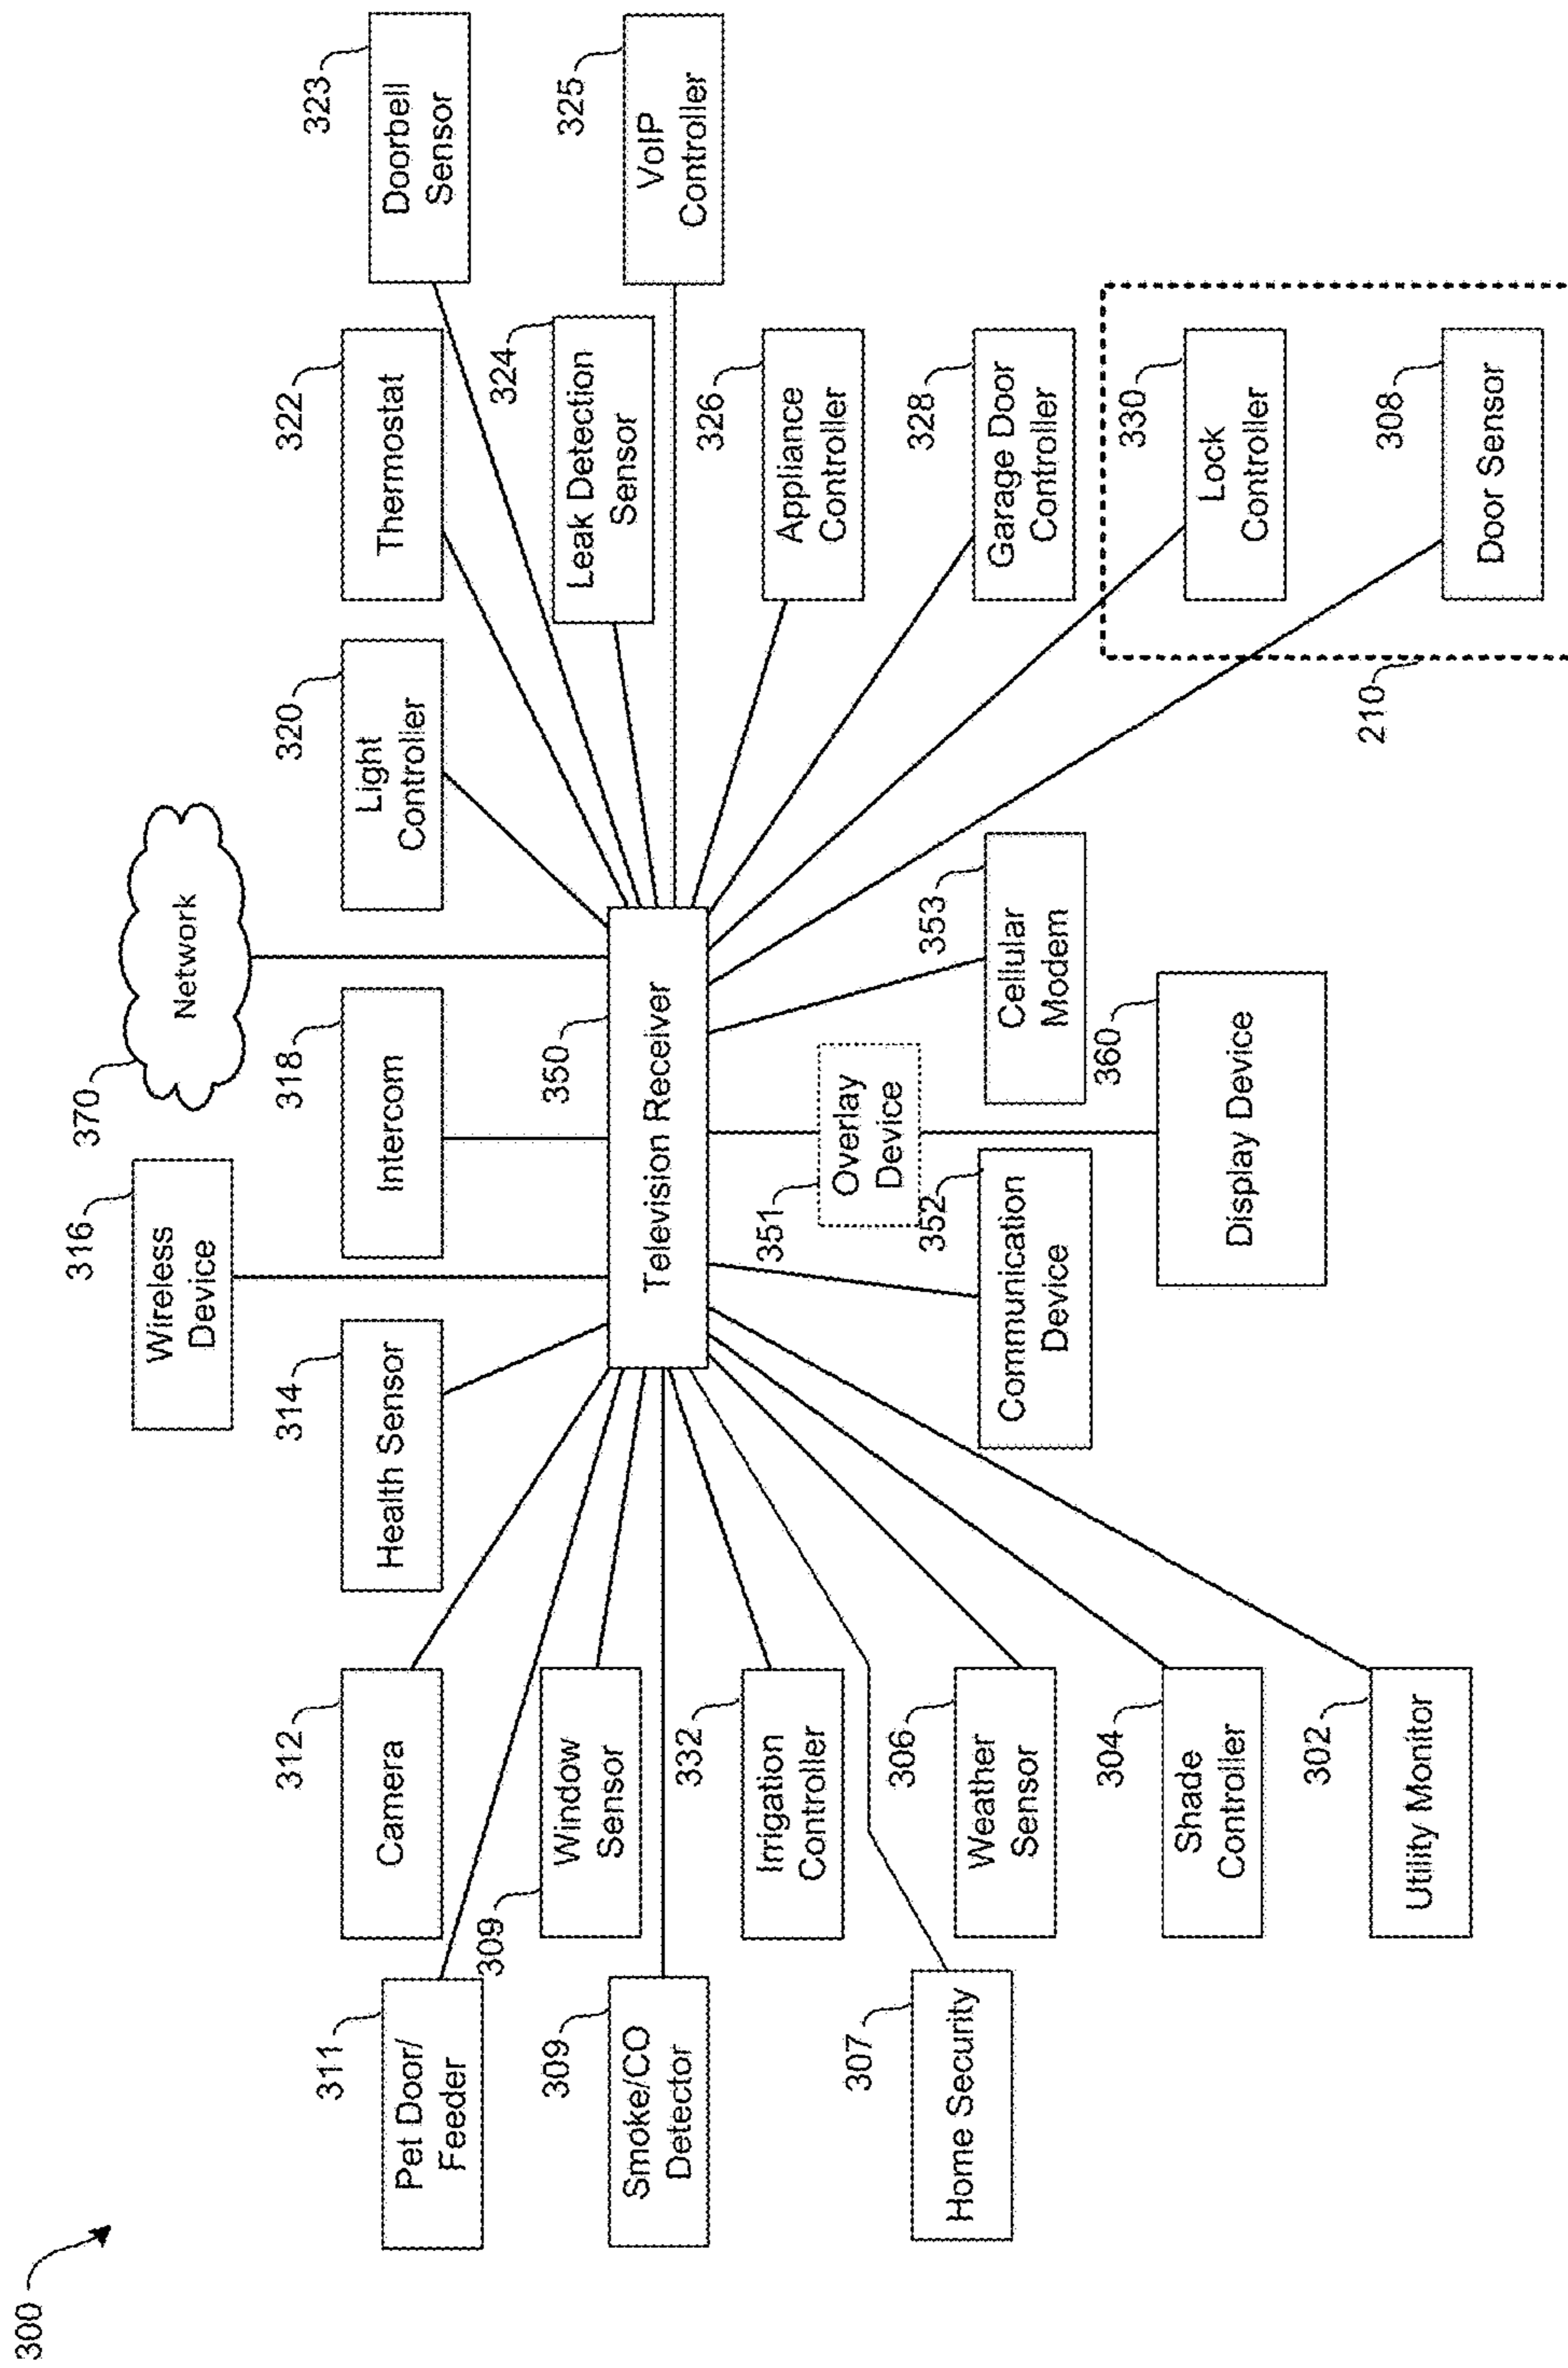 300
370
Network
316
Wireless
Device
312
Camera
314
Health Sensor
318
Intercom
320
Light
Controller
322
Thermostat
323
Doorbell
Sensor
311
Pet Door/
Feeder
309
Window
Sensor
309
Smoke/CO
Detector
350
Television Receiver
324
Leak Detection
Sensor
325
VoIP
Controller
332
Irrigation
Controller
326
Appliance
Controller
351
Overlay
Device
307
Home Security
306
Weather
Sensor
352
Communication
Device
353
Cellular
Modem
328
Garage Door
Controller
304
Shade
Controller
360
Display Device
330
Lock
Controller
302
Utility Monitor
210
308
Door Sensor